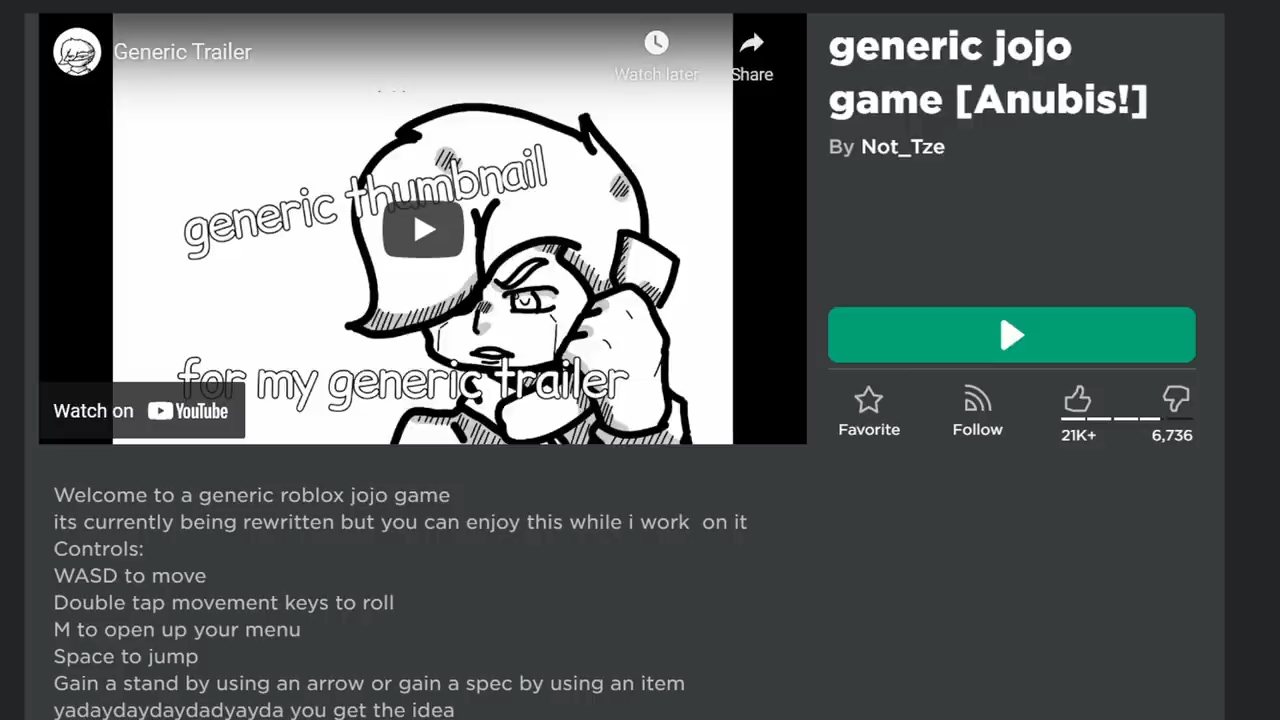 Generic Trailer
Watch later
Share
generic thumbnail
for my generic trailer
Watch on YouTube
generic jojo
game [Anubis!]
By Not_Tze
Favorite
Follow
21K+
6,736
Welcome to a generic roblox jojo game
its currently being rewritten but you can enjoy this while i work  on it
Controls:
WASD to move
Double tap movement keys to roll
M to open up your menu
Space to jump
Gain a stand by using an arrow or gain a spec by using an item
yadaydaydaydadyayda you get the idea